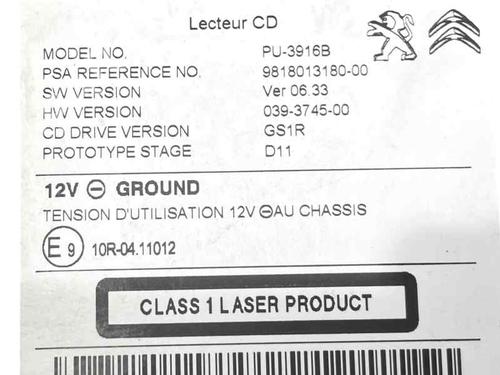 Lecteur CD
MODEL NO. PU-3916B
PSA REFERENCE NO. 9818013180-00
SW VERSION Ver 06.33
HW VERSION 039-3745-00
CD DRIVE VERSION GS1R
PROTOTYPE STAGE D11
12V ⊖ GROUND
TENSION D'UTILISATION 12V ⊖AU CHASSIS
E9 10R-04.11012
CLASS 1 LASER PRODUCT